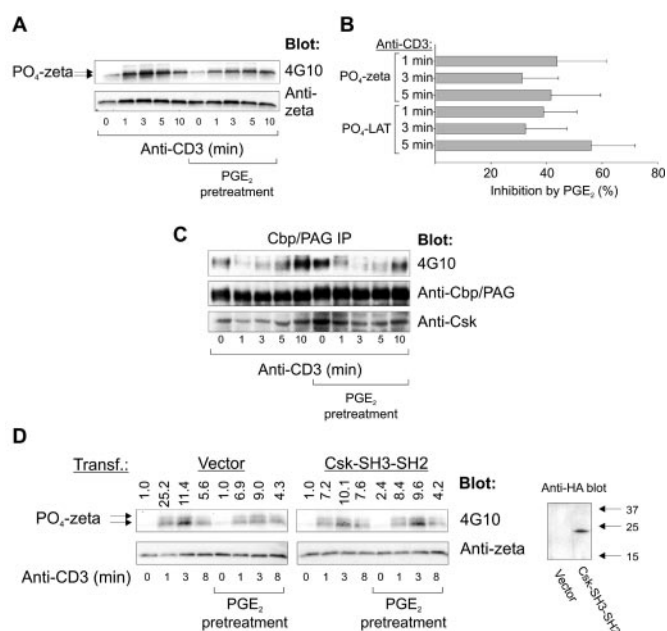 A
Blot:
PO₄-zeta
4G10
Anti-zeta
0 1 3 5 10 0 1 3 5 10
Anti-CD3 (min)
PGE₂ pretreatment
B
Anti-CD3:
PO₄-zeta
1 min
3 min
5 min
PO₄-LAT
1 min
3 min
5 min
0 20 40 60 80
Inhibition by PGE₂ (%)
C
Cbp/PAG IP
Blot:
4G10
Anti-Cbp/PAG
Anti-Csk
0 1 3 5 10 0 1 3 5 10
Anti-CD3 (min)
PGE₂
pretreatment
D
Transf.: Vector Csk-SH3-SH2
1.0 25.2 11.4 5.6 1.0 6.9 9.0 4.3 1.0 7.2 10.1 7.6 2.4 8.4 9.6 4.2
Blot:
PO₄-zeta
4G10
Anti-zeta
Anti-CD3 (min) 0 1 3 8 0 1 3 8 0 1 3 8 0 1 3 8
PGE₂ PGE₂
pretreatment pretreatment
Anti-HA blot
37
25
15
Vector
Csk-SH3-SH2